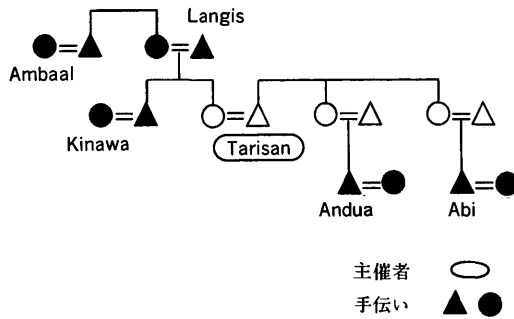 Langis
Ambaal
Kinawa
Tarisan
Andua
Abi
主催者
手伝い